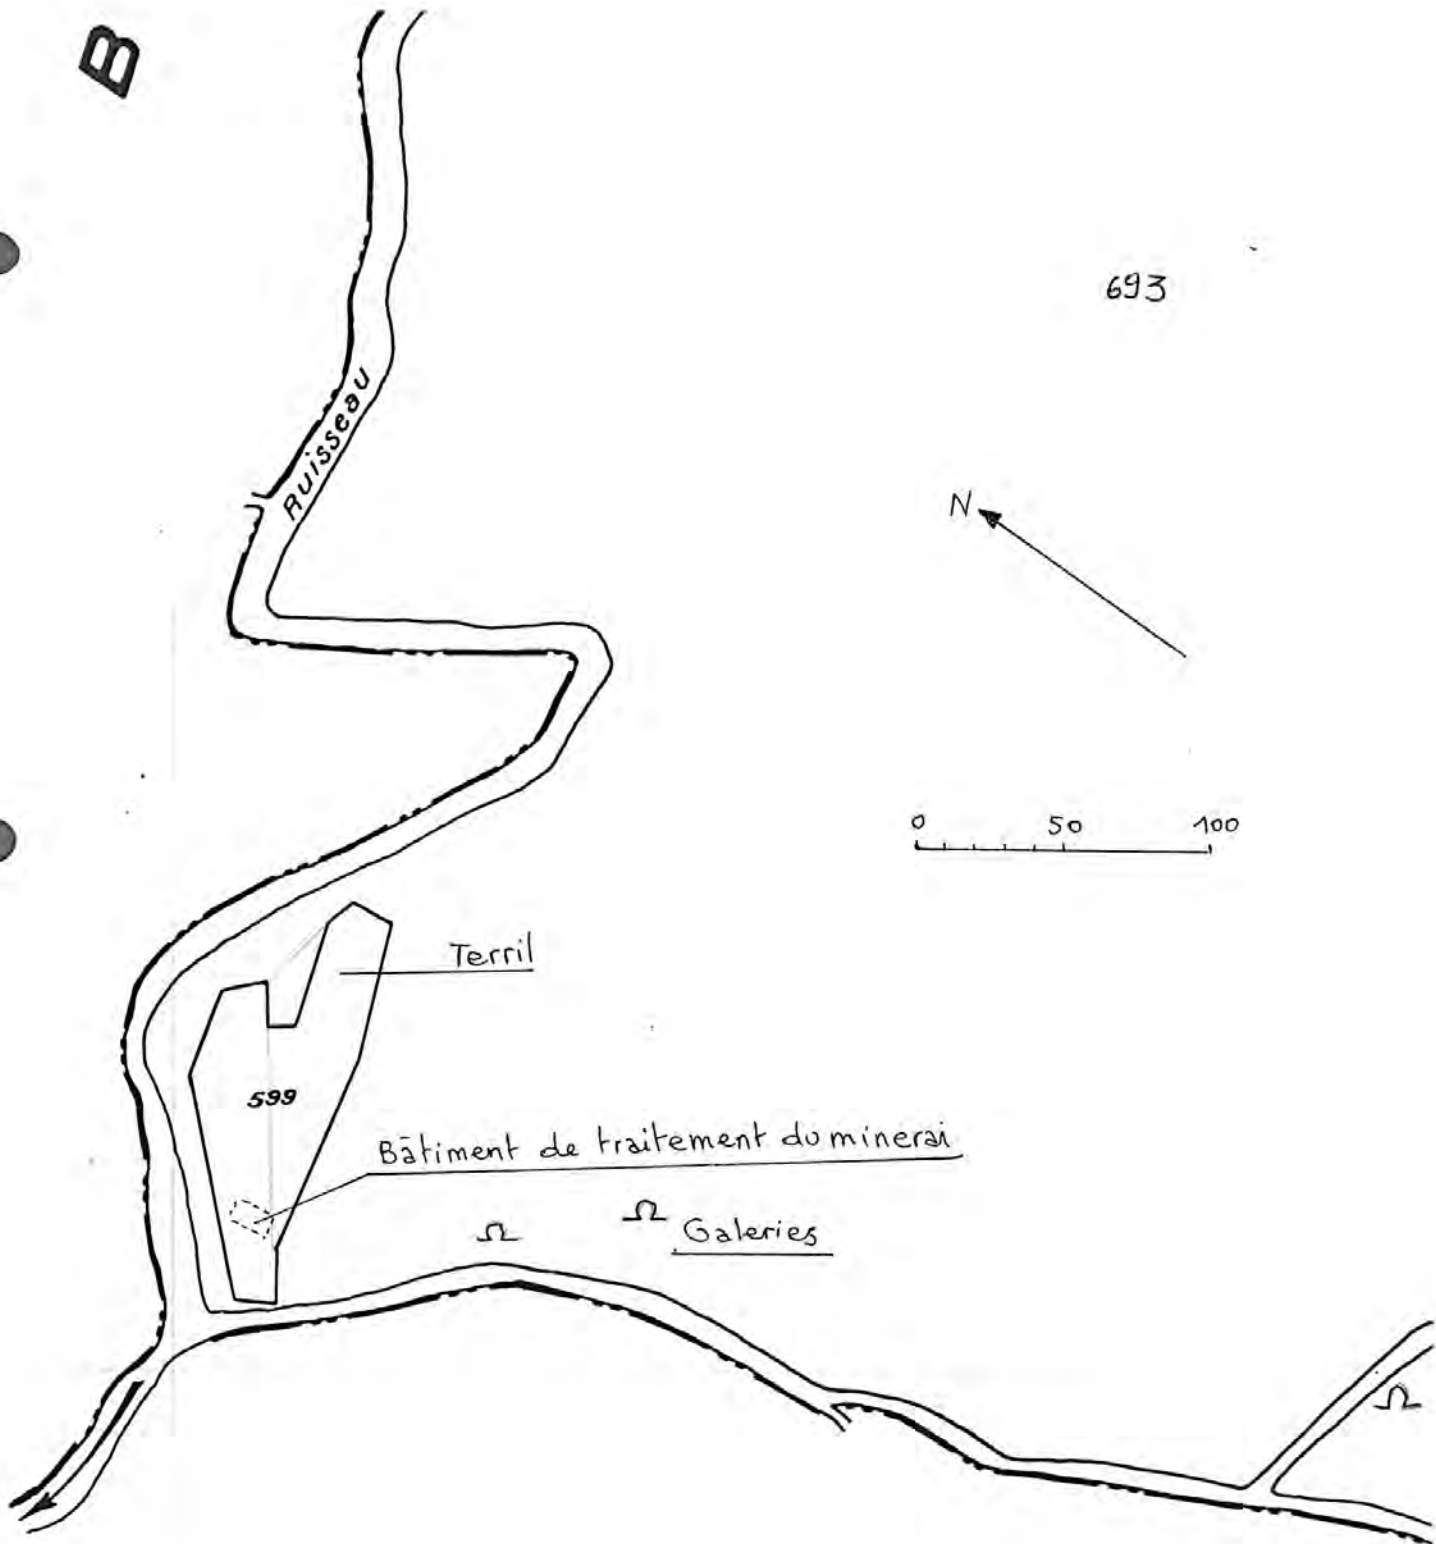 B
693
Ruisseau
N
0 50 100
Terril
599
Bâtiment de traitement du minerai
Galeries